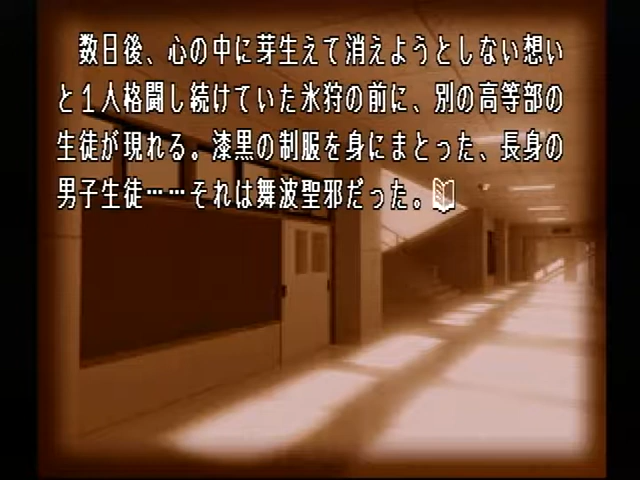 数日後、心の中に芽生えて消えようとしない想い
と１人格闘し続けていた氷狩の前に、別の高等部の
生徒が現れる。漆黒の制服を身にまとった、長身の
男子生徒……それは舞波聖邪だった。